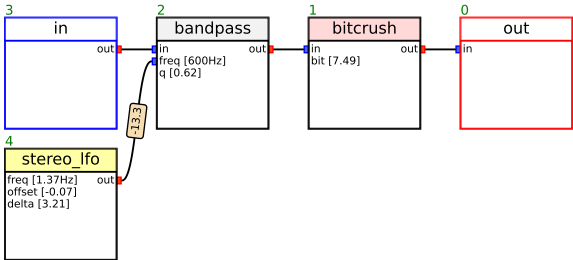 3
in
out
2
bandpass
in
out
freq [600Hz]
q [0.62]
1
bitcrush
in
out
bit [7.49]
0
out
in
-13.3
4
stereo_lfo
freq [1.37Hz]
out
offset [-0.07]
delta [3.21]